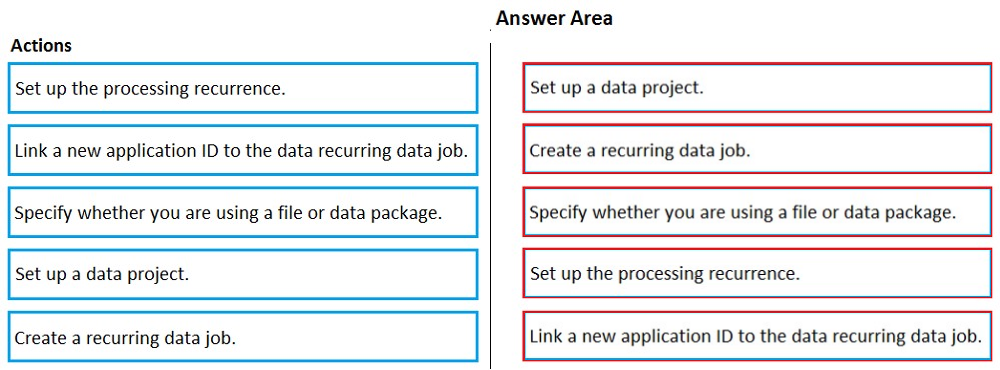 Answer Area
Actions
Set up the processing recurrence.
Link a new application ID to the data recurring data job.
Specify whether you are using a file or data package.
Set up a data project.
Create a recurring data job.
Set up a data project.
Create a recurring data job.
Specify whether you are using a file or data package.
Set up the processing recurrence.
Link a new application ID to the data recurring data job.